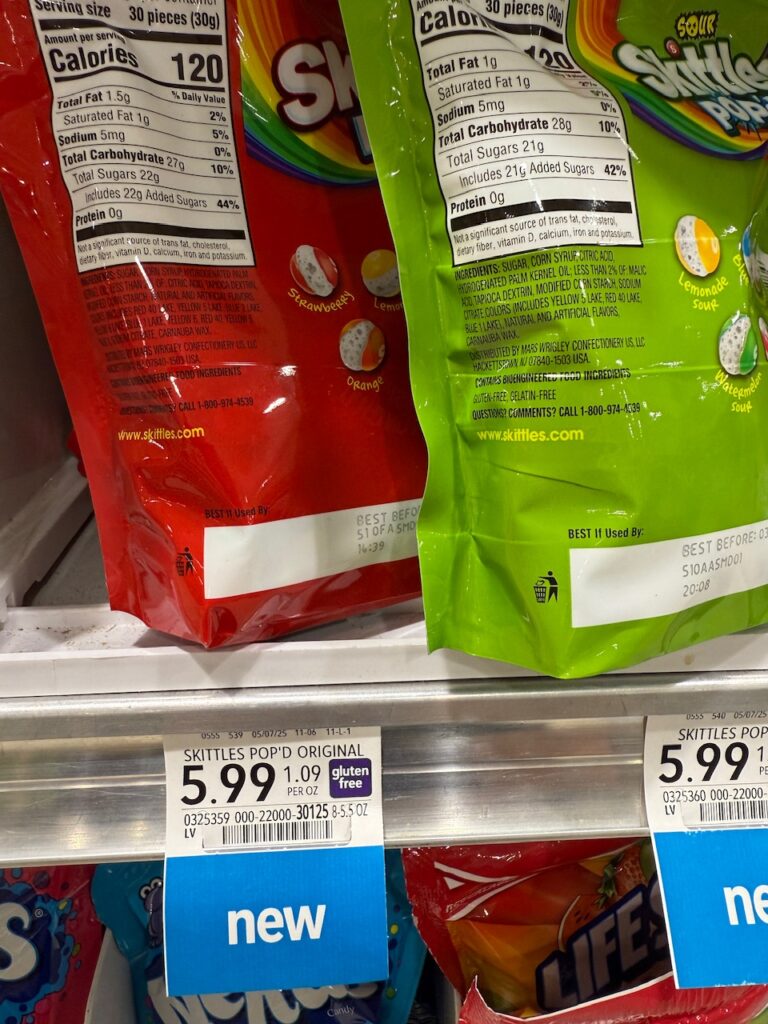 Serving size 30 pieces (30g)
Amount per serving
Calories 120
% Daily Value
Total Fat 1.5g 2%
Saturated Fat 1g 5%
Sodium 5mg 0%
Total Carbohydrate 27g 10%
Total Sugars 22g
Includes 22g Added Sugars 44%
Protein 0g
Not a significant source of trans fat, cholesterol,
dietary fiber, vitamin D, calcium, iron and potassium.
Strawberry
Orange
www.skittles.com
BEST If Used By:
BEST BEFO
510FASMO
14:39
30 pieces (30g)
Calor
120
Total Fat 1g
Saturated Fat 1g
Sodium 5mg 0%
Total Carbohydrate 28g 10%
Total Sugars 21g
Includes 21g Added Sugars 42%
Protein 0g
Not a significant source of trans fat, cholesterol,
dietary fiber, vitamin D, calcium, iron and potassium.
INGREDIENTS: SUGAR, CORN SYRUP, CITRIC ACID,
HYDROGENATED PALM KERNEL OIL; LESS THAN 2% OF: MALIC
ACID, TAPIOCA DEXTRIN, MODIFIED CORN STARCH, SODIUM
CITRATE, COLORS (INCLUDES YELLOW 5 LAKE, RED 40 LAKE,
BLUE 1 LAKE), NATURAL AND ARTIFICIAL FLAVORS,
CARNAUBA WAX.
DISTRIBUTED BY MARS WRIGLEY CONFECTIONERY US, LLC
HACKETTSTOWN, NJ 07840-1503 USA.
CONTAINS BIOENGINEERED FOOD INGREDIENTS
GLUTEN-FREE, GELATIN-FREE
QUESTIONS? COMMENTS? CALL 1-800-974-4539
www.skittles.com
SOUR
Skittles
POP
Lemonade
Sour
Watermelon
Sour
BEST If Used By:
BEST BEFORE: 03
510AASMD01
20:08
0555 539 05/07/25 11-06 11-L-1
SKITTLES POP'D ORIGINAL
5.99 1.09
PER OZ
gluten
free
0325359 000-22000-30125 8-5.5 OZ
LV
new
0555 540 05/07/25
SKITTLES POP
5.99
0325360 000-22000-
LV
ne
LIFES
Candy